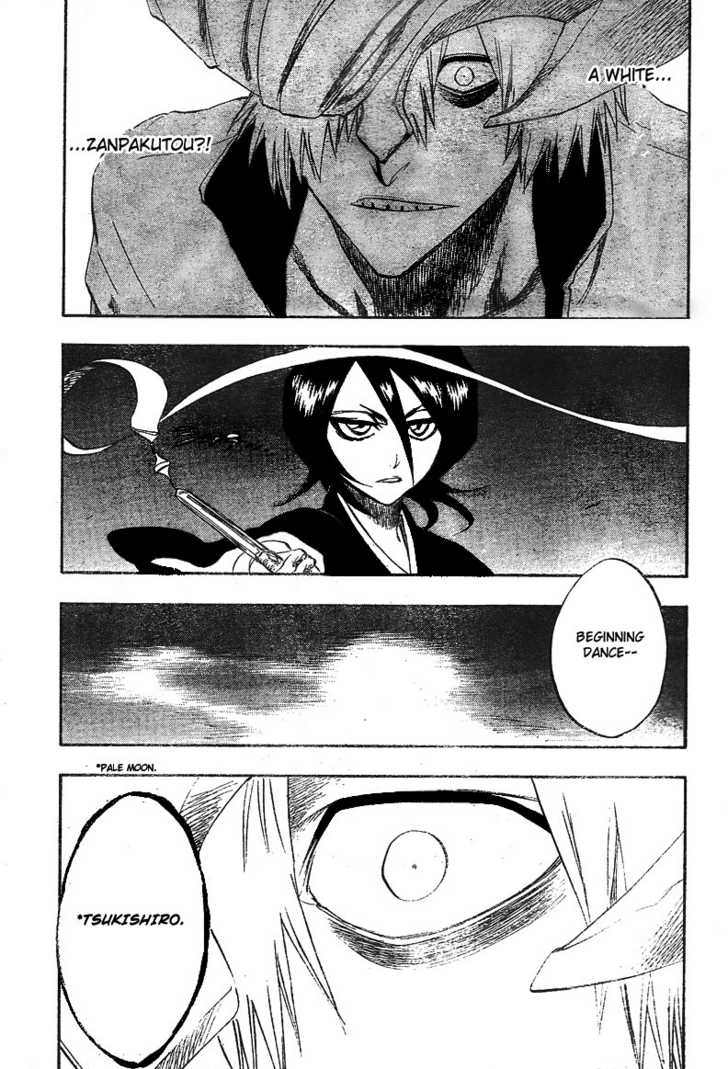 A WHITE...
...ZANPAKUTOU?!
BEGINNING
DANCE--
*PALE MOON.
*TSUKISHIRO.